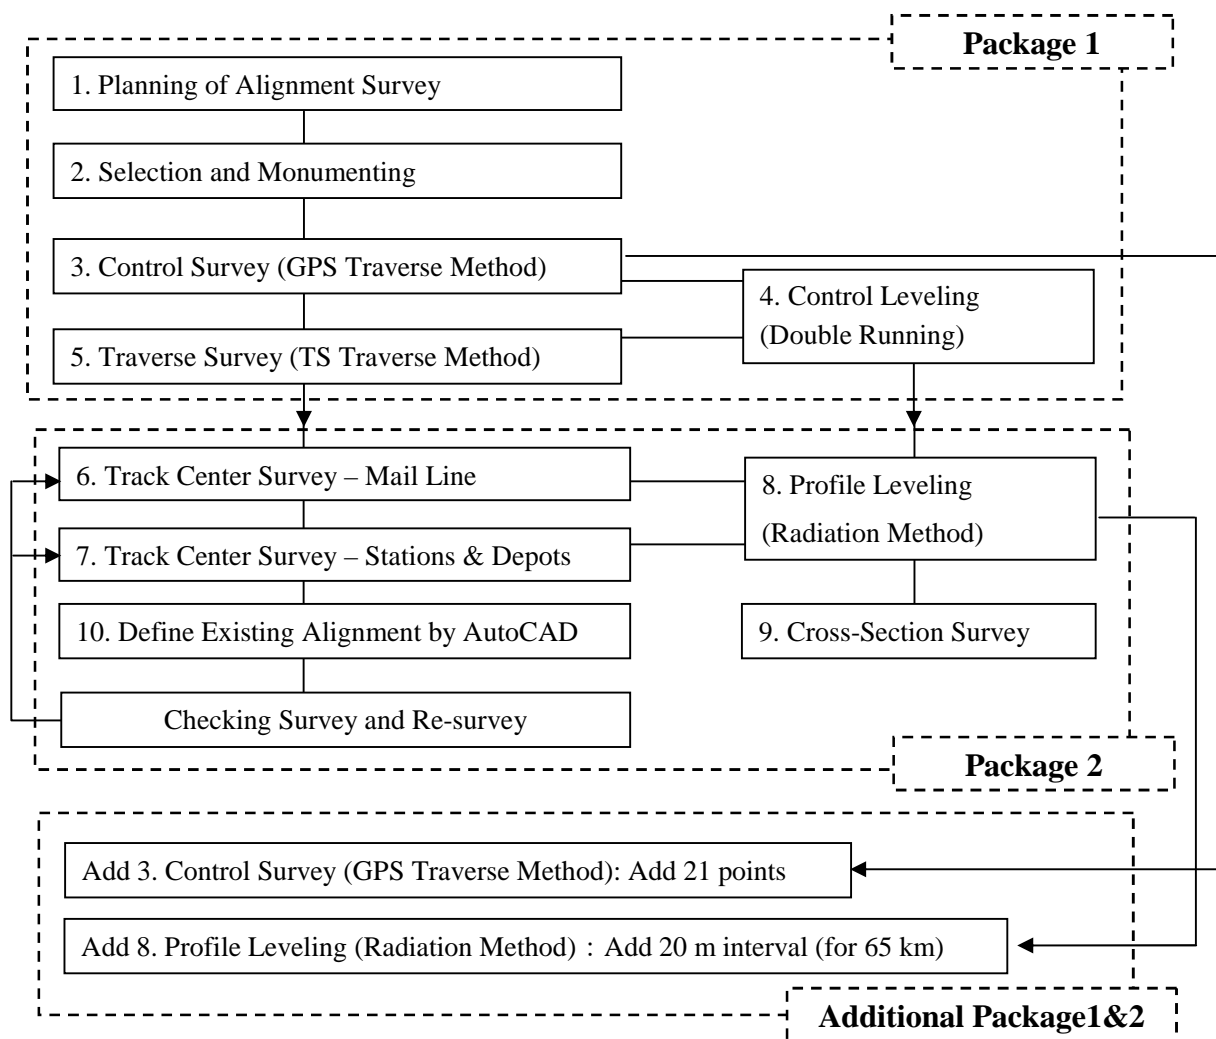 Package 1
1. Planning of Alignment Survey
2. Selection and Monumenting
3. Control Survey (GPS Traverse Method)
4. Control Leveling
(Double Running)
5. Traverse Survey (TS Traverse Method)
6. Track Center Survey – Mail Line
8. Profile Leveling
(Radiation Method)
7. Track Center Survey – Stations & Depots
10. Define Existing Alignment by AutoCAD
9. Cross-Section Survey
Checking Survey and Re-survey
Package 2
Add 3. Control Survey (GPS Traverse Method): Add 21 points
Add 8. Profile Leveling (Radiation Method) : Add 20 m interval (for 65 km)
Additional Package1&2